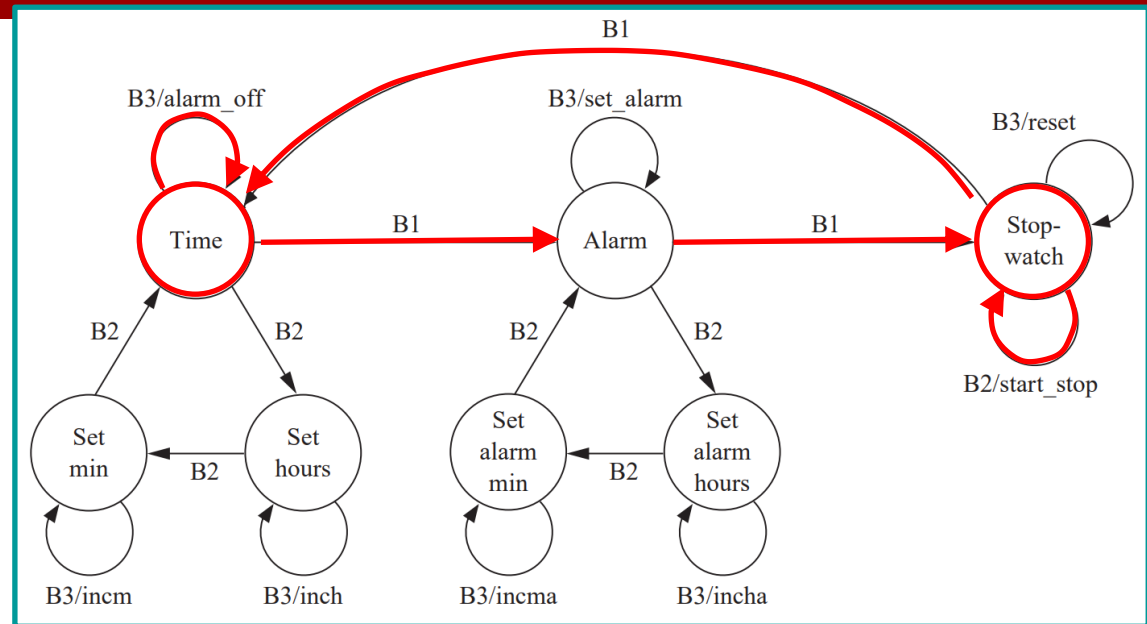 B1
B3/alarm_off
B3/set_alarm
B3/reset
Time
B1
Alarm
B1
Stop-
watch
B2
B2
B2
B2
B2/start_stop
Set
min
B2
Set
hours
Set
alarm
min
B2
Set
alarm
hours
B3/incm
B3/inch
B3/incma
B3/incha